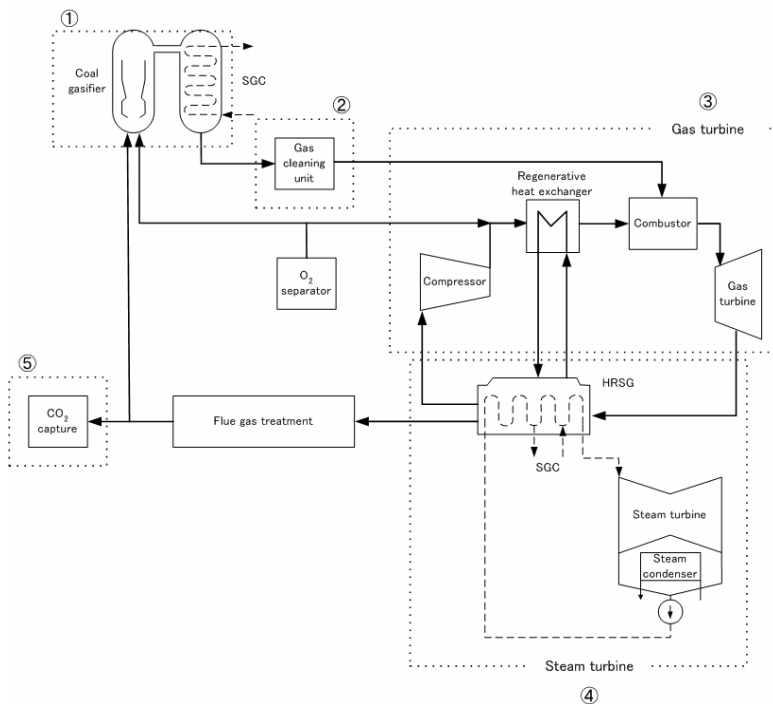 ①
Coal
gasifier
SGC
②
Gas
cleaning
unit
③
Gas turbine
Regenerative
heat exchanger
Combustor
Compressor
Gas
turbine
O2
separator
⑤
CO2
capture
Flue gas treatment
HRSG
SGC
Steam turbine
Steam
condenser
Steam turbine
④